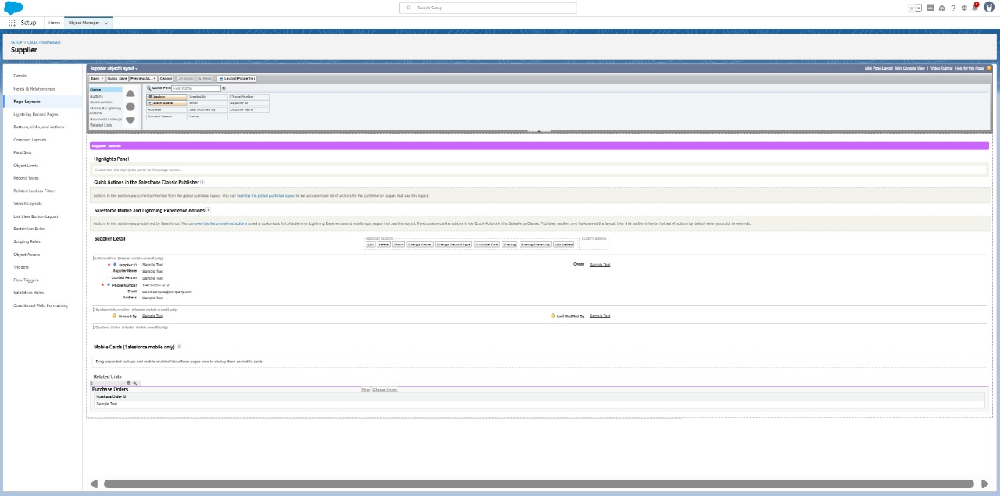 Search Setup
Setup
Home
Object Manager
SETUP > OBJECT MANAGER
Supplier
Details
Fields & Relationships
Page Layouts
Lightning Record Pages
Buttons, Links, and Actions
Compact Layouts
Field Sets
Object Limits
Record Types
Related Lookup Filters
Search Layouts
List View Button Layout
Restriction Rules
Scoping Rules
Object Access
Triggers
Flow Triggers
Validation Rules
Conditional Field Formatting
Supplier object Layout
Mini Page Layout Mini Console View | Video Tutorial Help for this Page
Save Quick Save Preview As... Cancel Undo Redo Layout Properties
Fields
Buttons
Quick Actions
Mobile & Lightning
Actions
Expanded Lookups
Related Lists
Quick Find Field Name
Section Created By Phone Number
Blank Space Email Supplier ID
Address Last Modified By Supplier Name
Contact Person Owner
Supplier Sample
Highlights Panel
Customize the highlights panel for this page layout...
Quick Actions in the Salesforce Classic Publisher i
Actions in this section are currently inherited from the global publisher layout. You can override the global publisher layout to set a customized list of actions for the publisher on pages that use this layout.
Salesforce Mobile and Lightning Experience Actions i
Actions in this section are predefined by Salesforce. You can override the predefined actions to set a customized list of actions on Lightning Experience and mobile app pages that use this layout. If you customize the actions in the Quick Actions in the Salesforce Classic Publisher section, and have saved the layout, then this section inherits that set of actions by default when you click to override.
Supplier Detail
Standard Buttons
Edit Delete Clone Change Owner Change Record Type Printable View Sharing Sharing Hierarchy Edit Labels
Custom Buttons
Information (Header visible on edit only)
* Supplier ID Sample Text
Owner Sample Text
Supplier Name Sample Text
Contact Person Sample Text
* Phone Number 1-415-555-1212
Email sarah.sample@company.com
Address Sample Text
System Information (Header visible on edit only)
Created By Sample Text
Last Modified By Sample Text
Custom Links (Header visible on edit only)
Mobile Cards (Salesforce mobile only) i
Drag expanded lookups and mobile-enabled Visualforce pages here to display them as mobile cards.
Related Lists
Purchase Orders
New Change Owner
Purchase Order ID
Sample Text